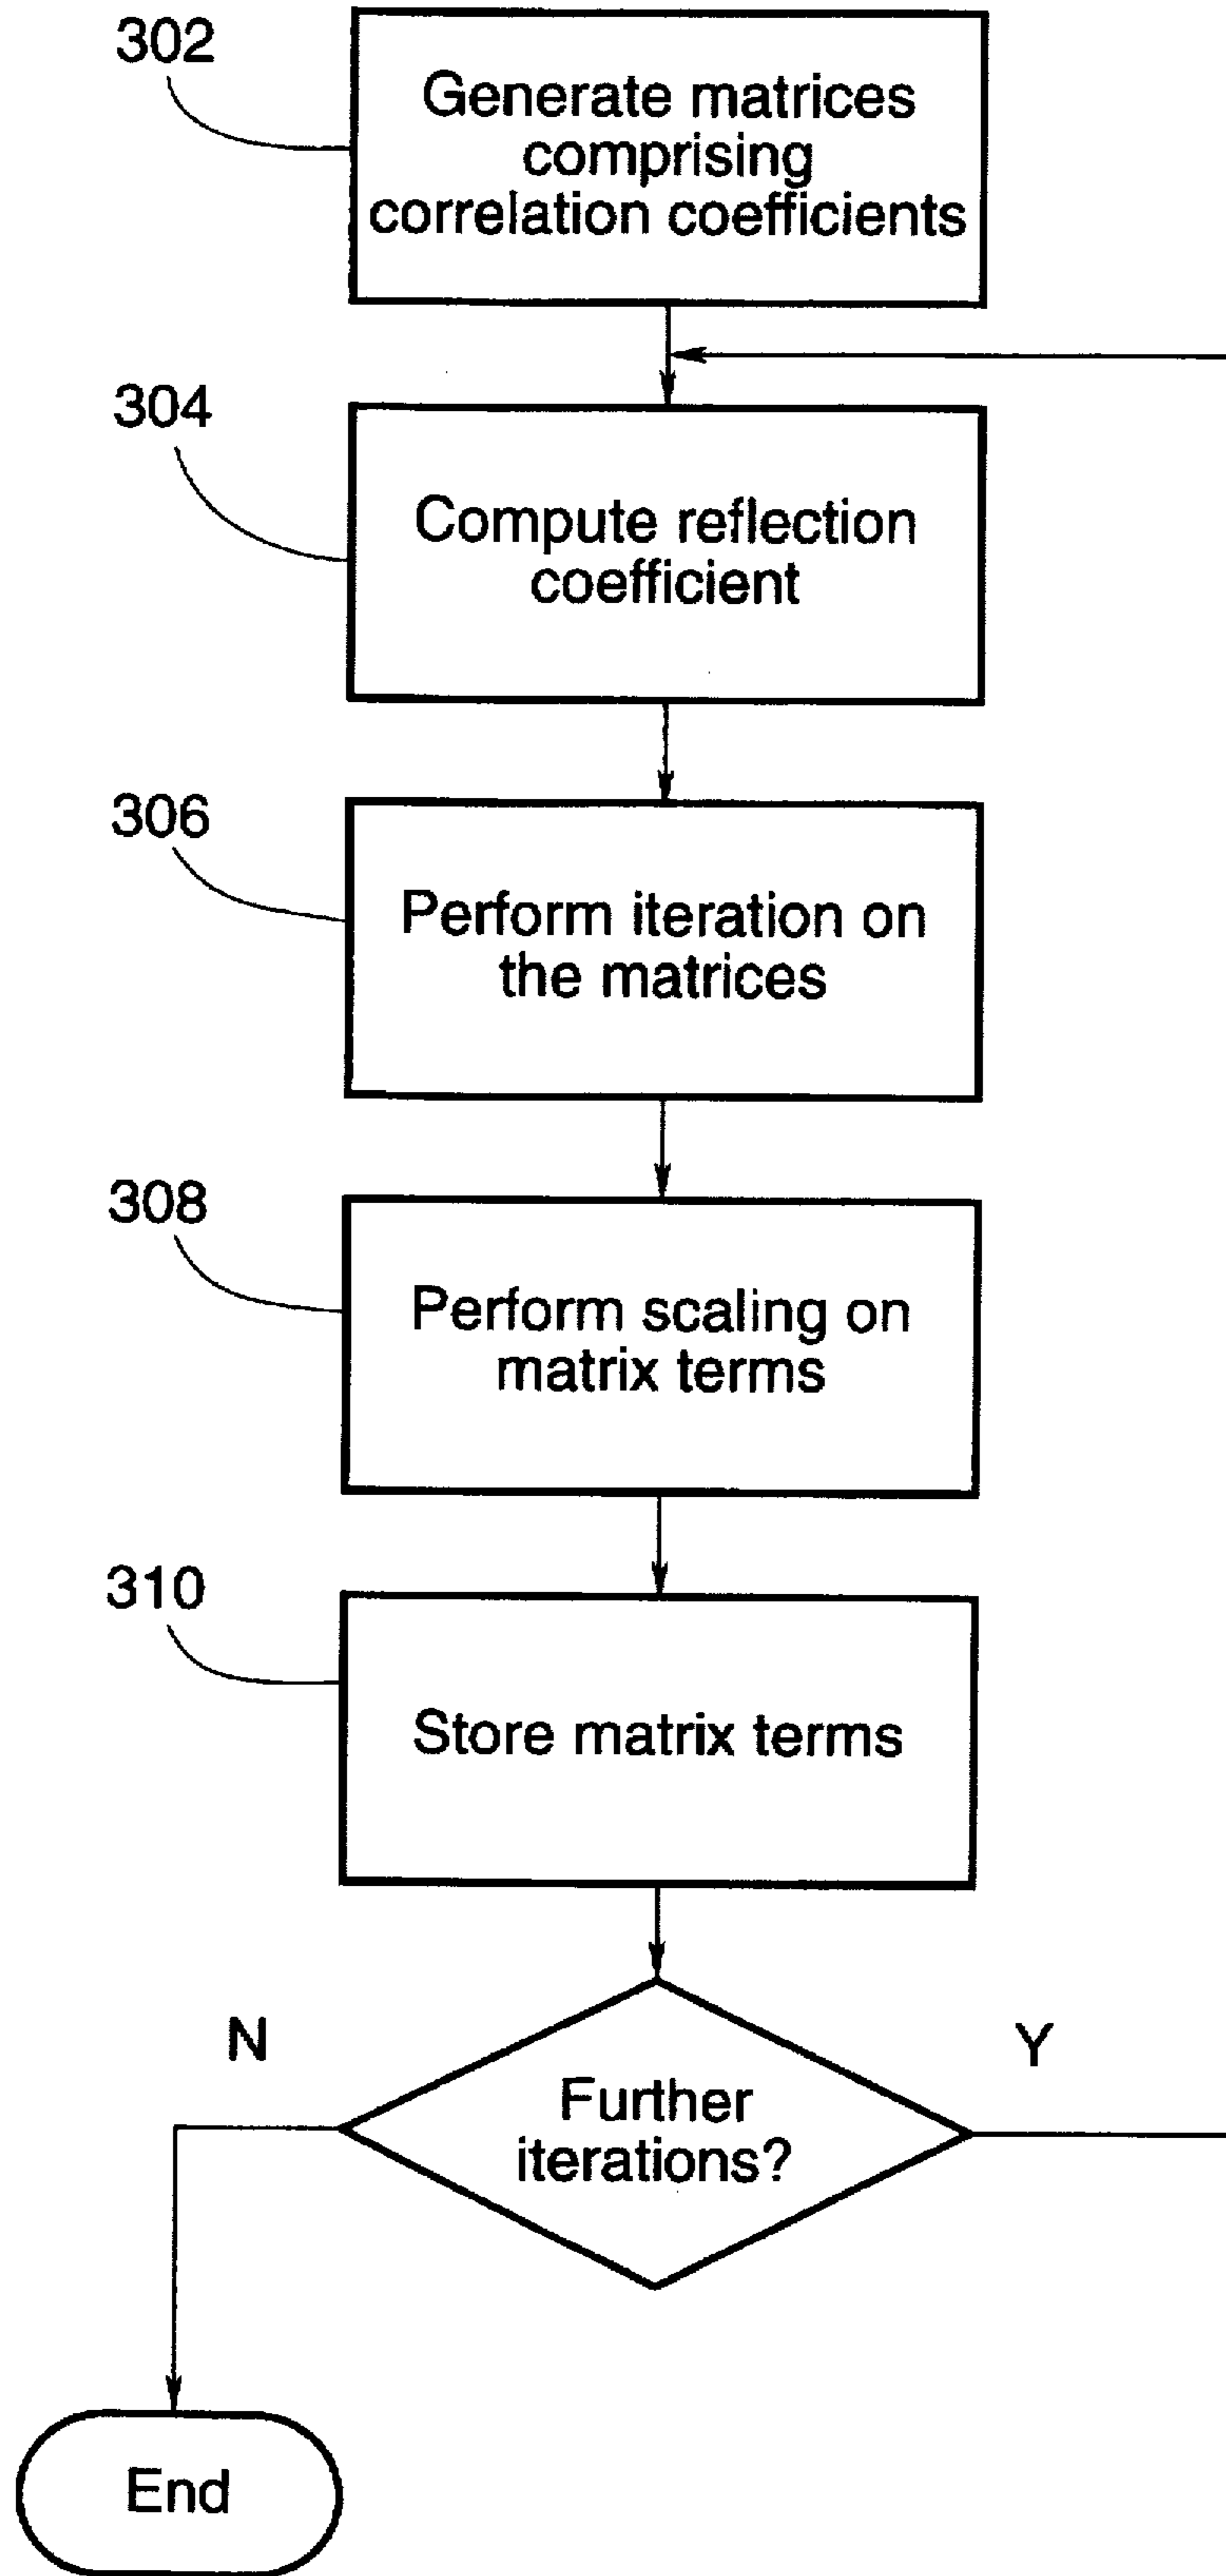 302
Generate matrices
comprising
correlation coefficients
304
Compute reflection
coefficient
306
Perform iteration on
the matrices
308
Perform scaling on
matrix terms
310
Store matrix terms
N
Y
Further
iterations?
End